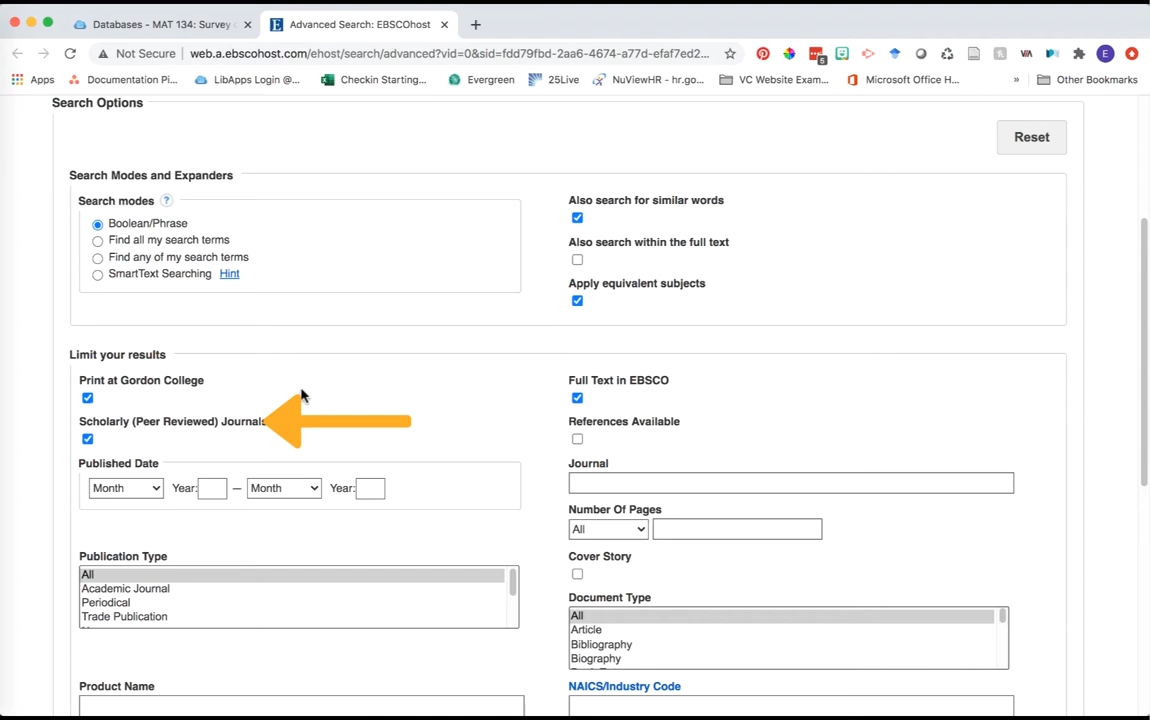 Databases - MAT 134: Survey
Advanced Search: EBSCOhost
Not Secure web.a.ebscohost.com/ehost/search/advanced?vid=0&sid=fdd79fbd-2aa6-4674-a77d-efaf7ed2...
5
VIA
E
Apps Documentation Pi... LibApps Login @... Checkin Starting... Evergreen 25Live NuViewHR - hr.go... VC Website Exam... Microsoft Office H... » Other Bookmarks
Search Options
Reset
Search Modes and Expanders
Search modes ?
Boolean/Phrase
Find all my search terms
Find any of my search terms
SmartText Searching Hint
Also search for similar words
Also search within the full text
Apply equivalent subjects
Limit your results
Print at Gordon College
Scholarly (Peer Reviewed) Journals
Published Date
Month Year: – Month Year:
Publication Type
All
Academic Journal
Periodical
Trade Publication
Product Name
Full Text in EBSCO
References Available
Journal
Number Of Pages
All
Cover Story
Document Type
All
Article
Bibliography
Biography
NAICS/Industry Code